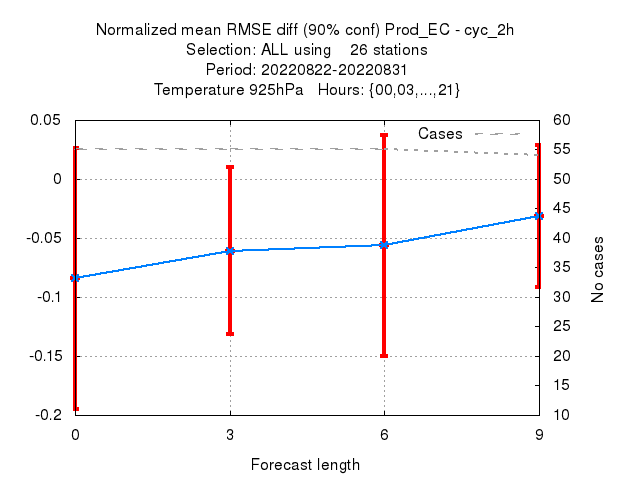 Normalized mean RMSE diff (90% conf) Prod_EC - cyc_2h
Selection: ALL using    26 stations
Period: 20220822-20220831
Temperature 925hPa   Hours: {00,03,...,21}
Cases
0.05
0
-0.05
-0.1
-0.15
-0.2
60
55
50
45
40
35
30
25
20
15
10
No cases
0 3 6 9
Forecast length